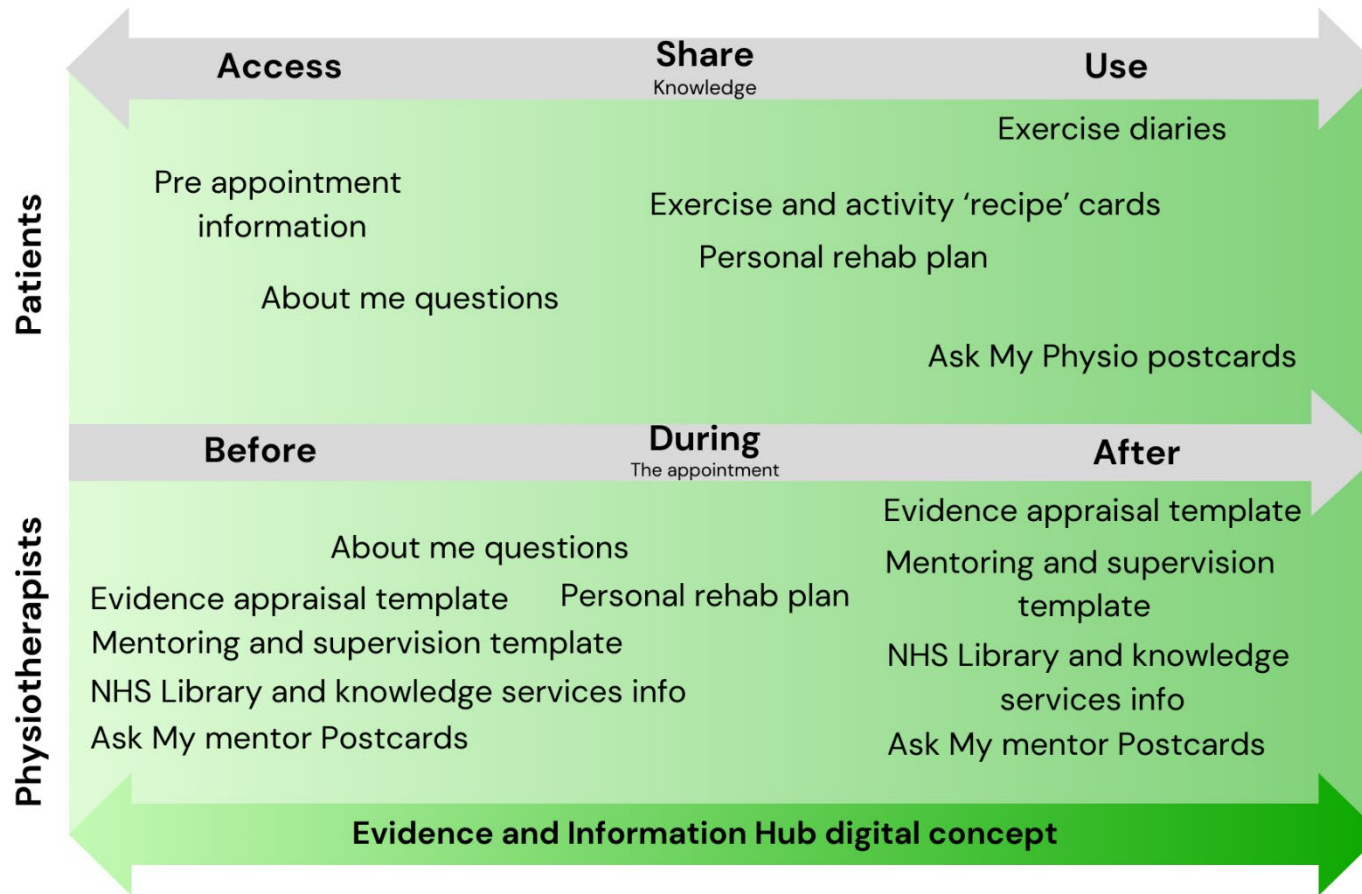 Access
Share
Knowledge
Use
Patients
Exercise diaries
Pre appointment
information
Exercise and activity ‘recipe’ cards
Personal rehab plan
About me questions
Ask My Physio postcards
Before
During
The appointment
After
Physiotherapists
About me questions
Evidence appraisal template
Personal rehab plan
Mentoring and supervision template
NHS Library and knowledge services info
Ask My mentor Postcards
Evidence appraisal template
Mentoring and supervision
template
NHS Library and knowledge
services info
Ask My mentor Postcards
Evidence and Information Hub digital concept